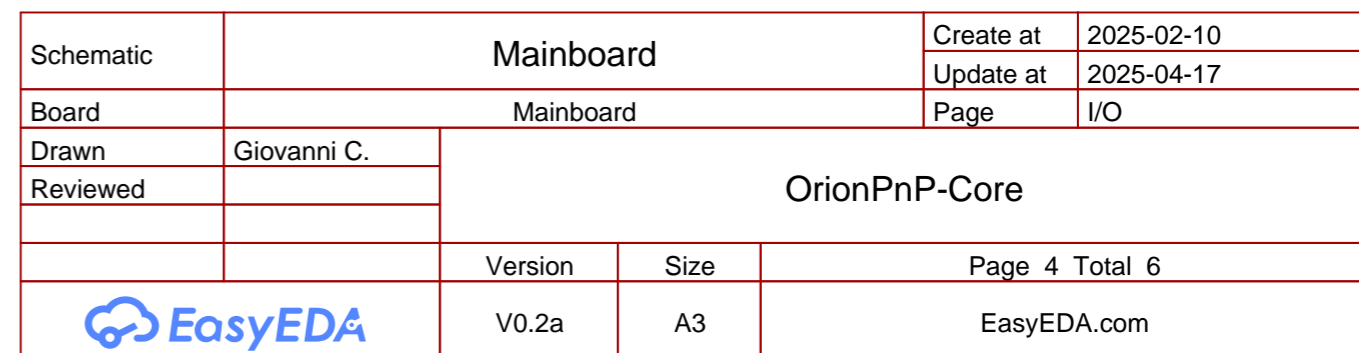 Schematic Mainboard Create at 2025-02-10
Update at 2025-04-17
Board Mainboard Page I/O
Drawn Giovanni C.
Reviewed OrionPnP-Core
Version Size Page 4 Total 6
EasyEDA V0.2a A3 EasyEDA.com